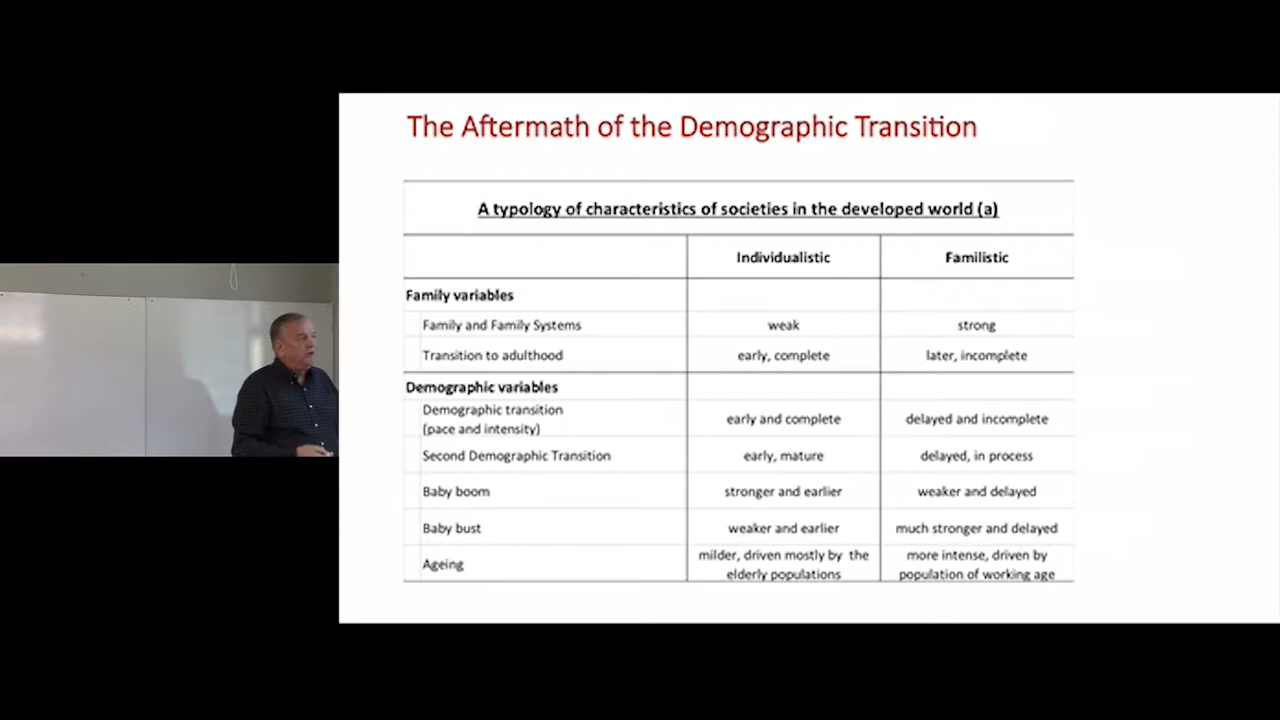 The Aftermath of the Demographic Transition
A typology of characteristics of societies in the developed world (a)
Individualistic Familistic
Family variables
Family and Family Systems weak strong
Transition to adulthood early, complete later, incomplete
Demographic variables
Demographic transition
(pace and intensity) early and complete delayed and incomplete
Second Demographic Transition early, mature delayed, in process
Baby boom stronger and earlier weaker and delayed
Baby bust weaker and earlier much stronger and delayed
Ageing milder, driven mostly by the more intense, driven by
elderly populations population of working age